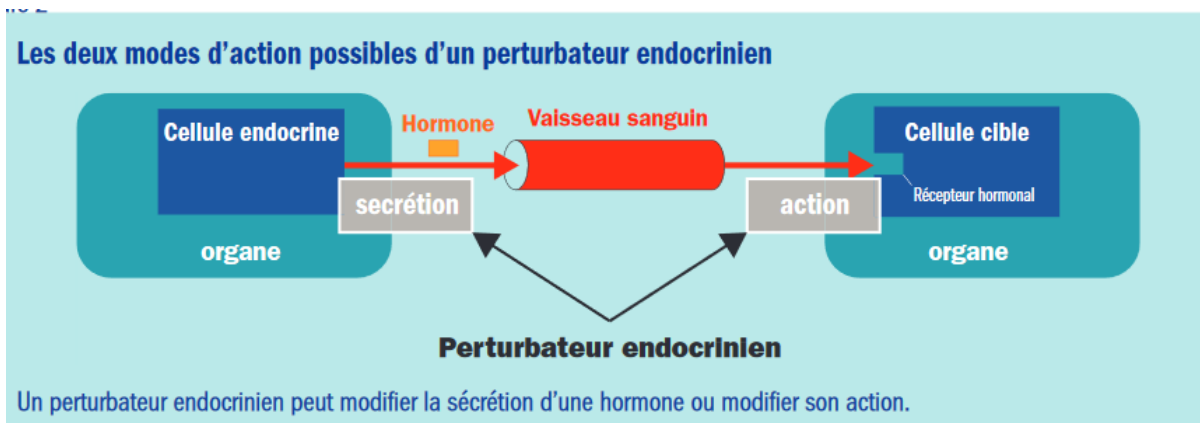 Les deux modes d'action possibles d'un perturbateur endocrinien
Cellule endocrine
Hormone
Vaisseau sanguin
Cellule cible
Récepteur hormonal
secrétion
action
organe
organe
Perturbateur endocrinien
Un perturbateur endocrinien peut modifier la sécrétion d'une hormone ou modifier son action.